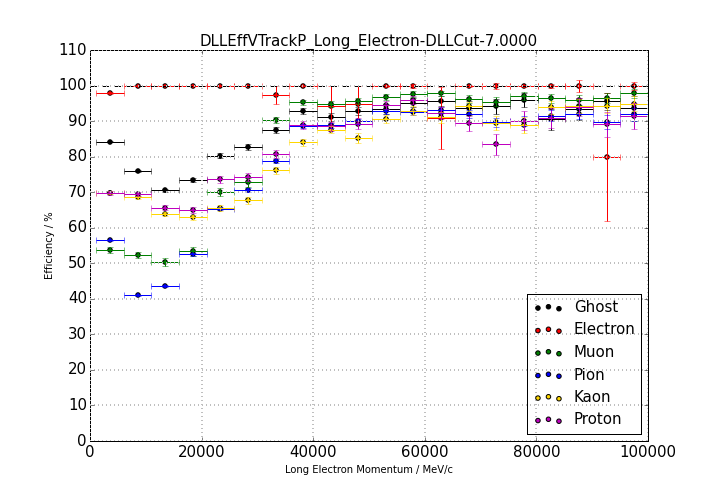 DLLEffVTrackP_Long_Electron-DLLCut-7.0000
110
100
90
80
70
60
50
40
30
20
10
0
Efficiency / %
0 20000 40000 60000 80000 100000
Long Electron Momentum / MeV/c
Ghost
Electron
Muon
Pion
Kaon
Proton